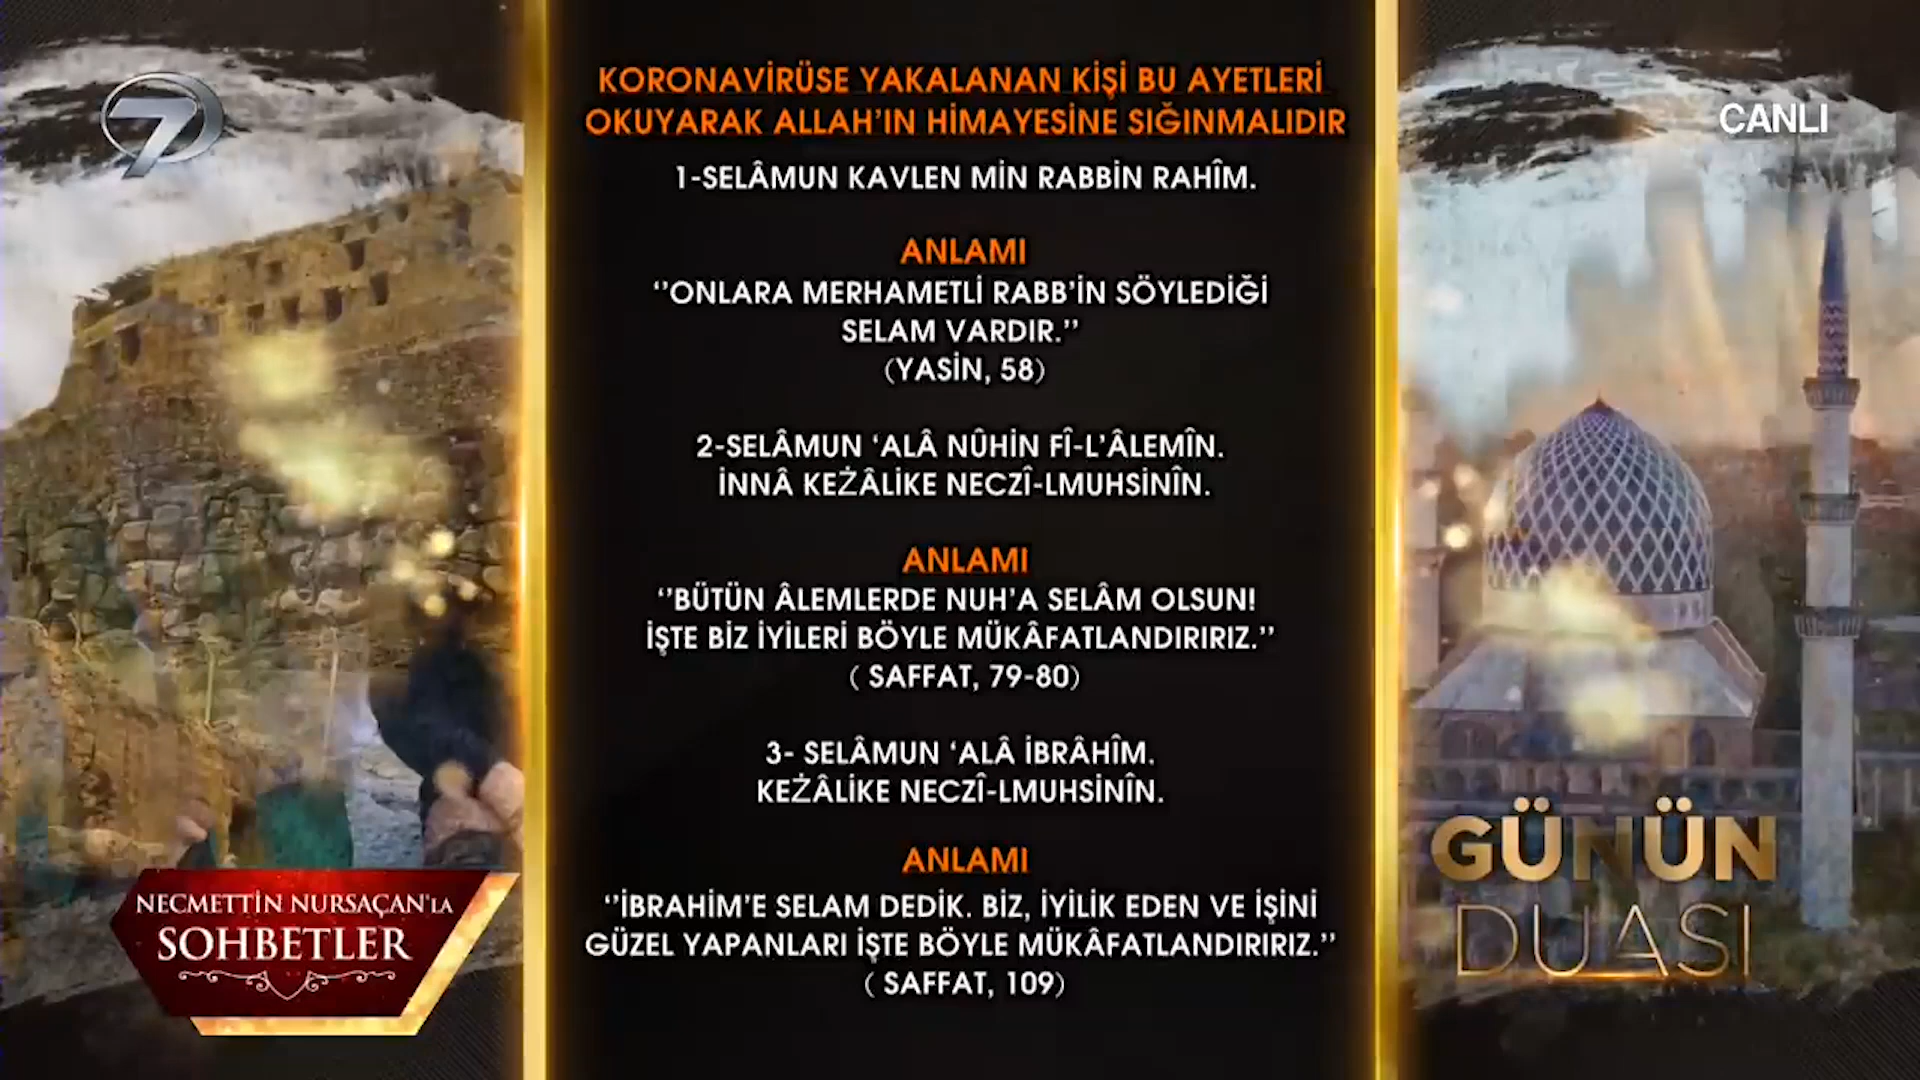 7
CANLI
KORONAVİRÜSE YAKALANAN KİŞİ BU AYETLERİ
OKUYARAK ALLAH’IN HİMAYESİNE SIĞINMALIDIR
1-SELÂMUN KAVLEN MİN RABBİN RAHÎM.
ANLAMI
‘’ONLARA MERHAMETLİ RABB’İN SÖYLEDİĞİ
SELAM VARDIR.’’
(YASİN, 58)
2-SELÂMUN ‘ALÂ NÛHİN FÎ-L’ÂLEMÎN.
İNNÂ KEŻÂLİKE NECZÎ-LMUHSİNÎN.
ANLAMI
‘’BÜTÜN ÂLEMLERDE NUH’A SELÂM OLSUN!
İŞTE BİZ İYİLERİ BÖYLE MÜKÂFATLANDIRIRIZ.’’
( SAFFAT, 79-80)
3- SELÂMUN ‘ALÂ İBRÂHÎM.
KEŻÂLİKE NECZÎ-LMUHSİNÎN.
ANLAMI
‘’İBRAHİM’E SELAM DEDİK. BİZ, İYİLİK EDEN VE İŞİNİ
GÜZEL YAPANLARI İŞTE BÖYLE MÜKÂFATLANDIRIRIZ.’’
( SAFFAT, 109)
NECMETTİN NURSAÇAN'LA
SOHBETLER
GÜNÜN
DUASI